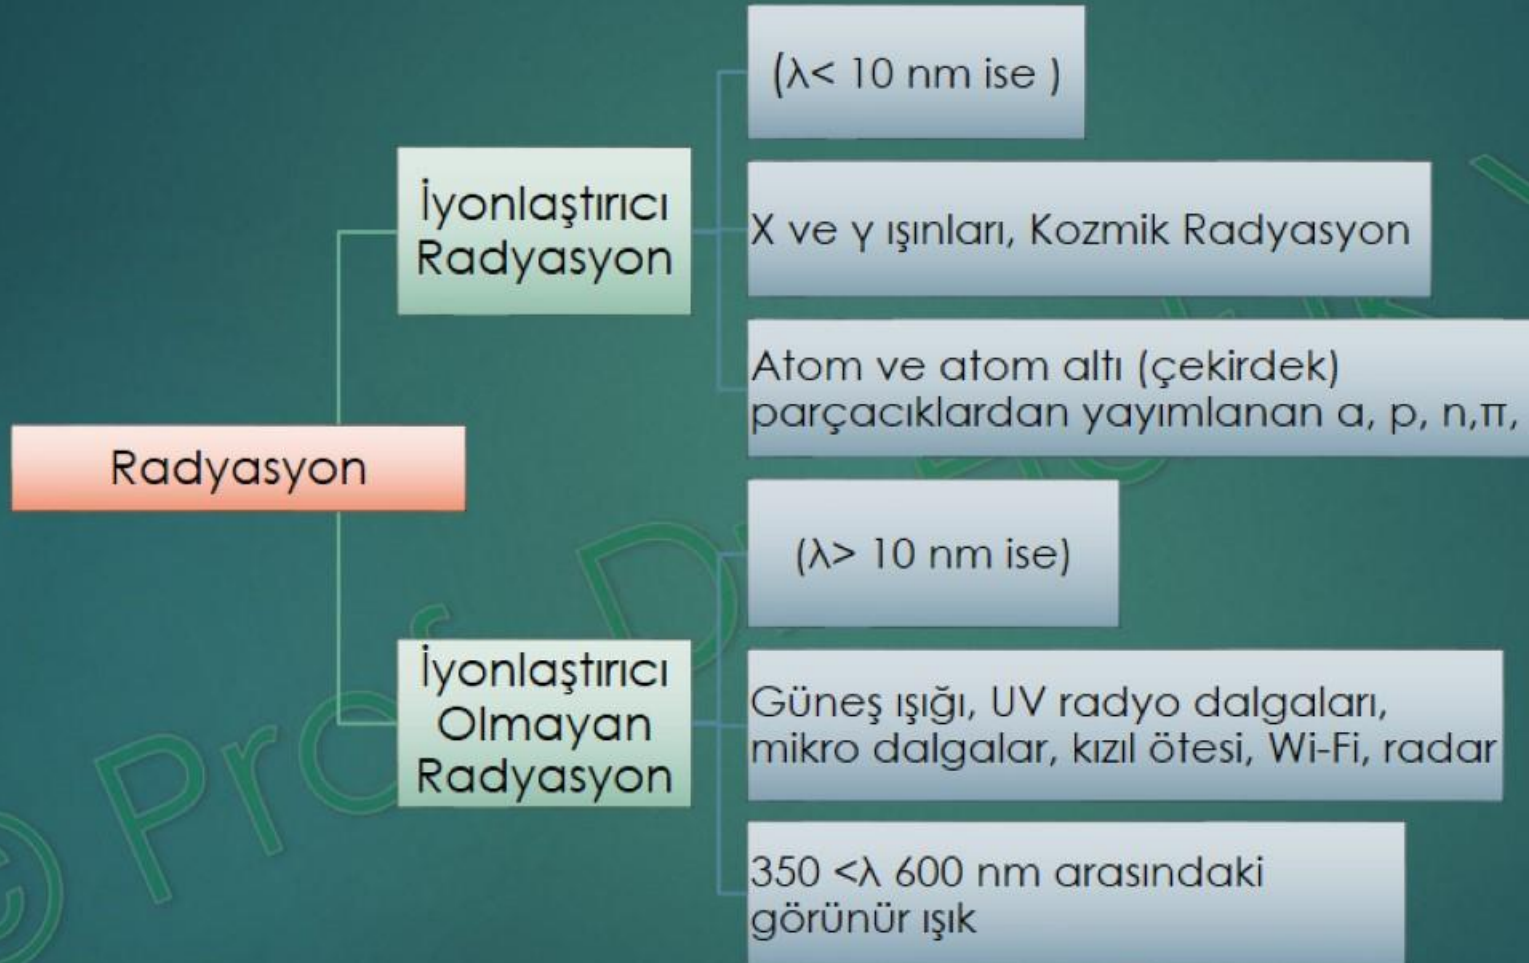 (λ< 10 nm ise )
İyonlaştırıcı
Radyasyon
X ve γ ışınları, Kozmik Radyasyon
Atom ve atom altı (çekirdek)
parçacıklardan yayımlanan a, p, n,π,
Radyasyon
(λ> 10 nm ise)
İyonlaştırıcı
Olmayan
Radyasyon
Güneş ışığı, UV radyo dalgaları,
mikro dalgalar, kızıl ötesi, Wi-Fi, radar
350 <λ 600 nm arasındaki
görünür ışık
© Prof. D